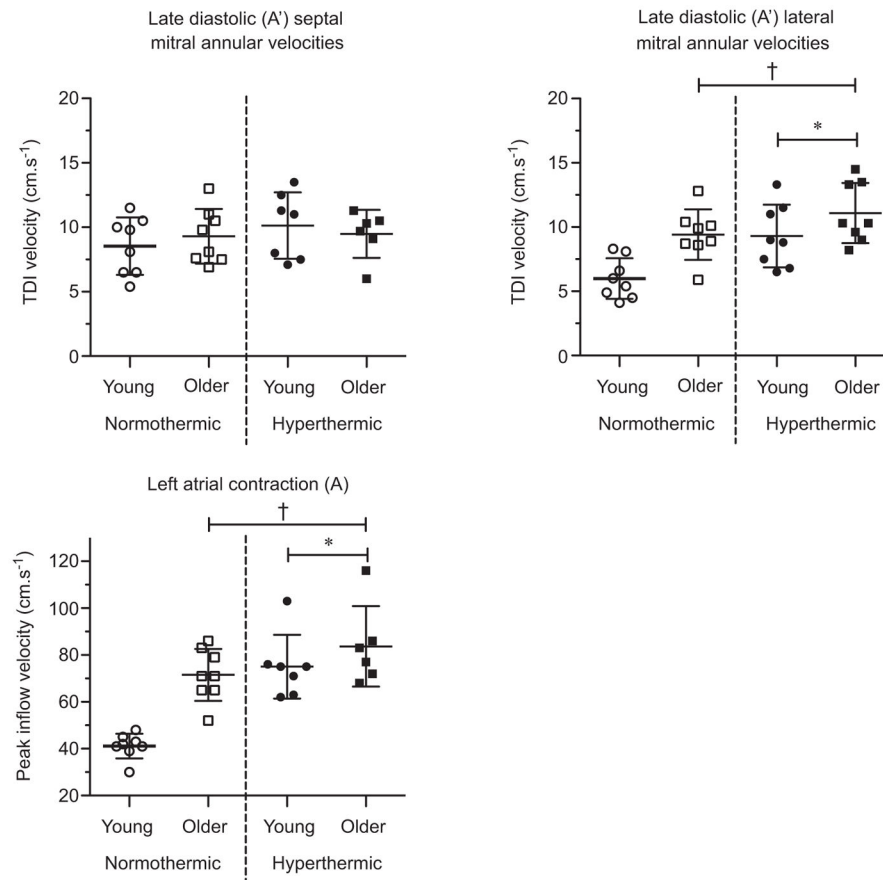 Late diastolic (A’) septal
mitral annular velocities
TDI velocity (cm.s⁻¹)
20
15
10
5
0
Young Older Young Older
Normothermic Hyperthermic
Late diastolic (A’) lateral
mitral annular velocities
†
*
TDI velocity (cm.s⁻¹)
20
15
10
5
0
Young Older Young Older
Normothermic Hyperthermic
Left atrial contraction (A)
†
*
Peak inflow velocity (cm.s⁻¹)
120
100
80
60
40
20
Young Older Young Older
Normothermic Hyperthermic